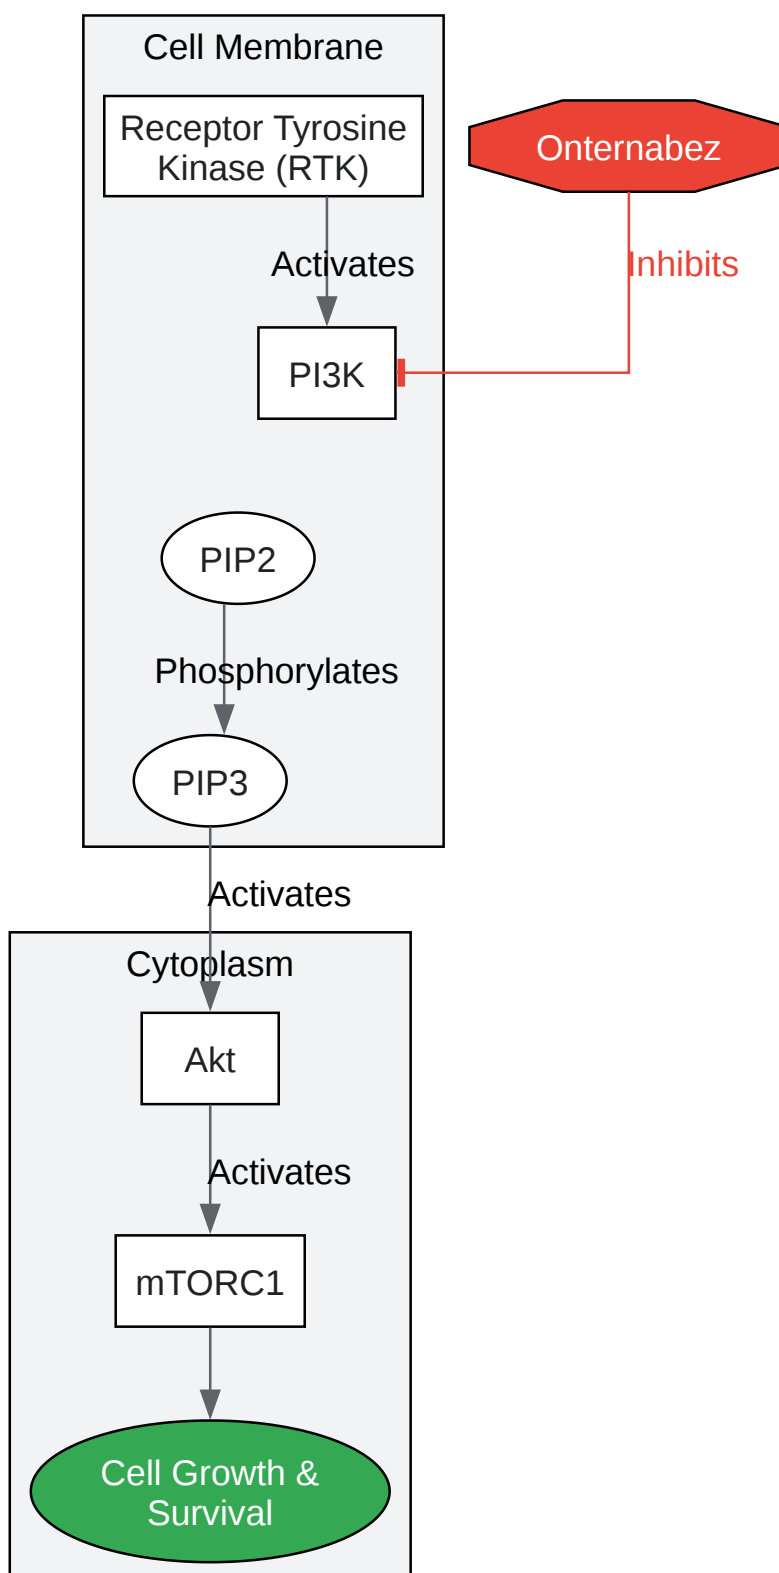 Cell Membrane
Receptor Tyrosine
Kinase (RTK)
Onternabez
Activates
Inhibits
PI3K
PIP2
Phosphorylates
PIP3
Activates
Cytoplasm
Akt
Activates
mTORC1
Cell Growth &
Survival